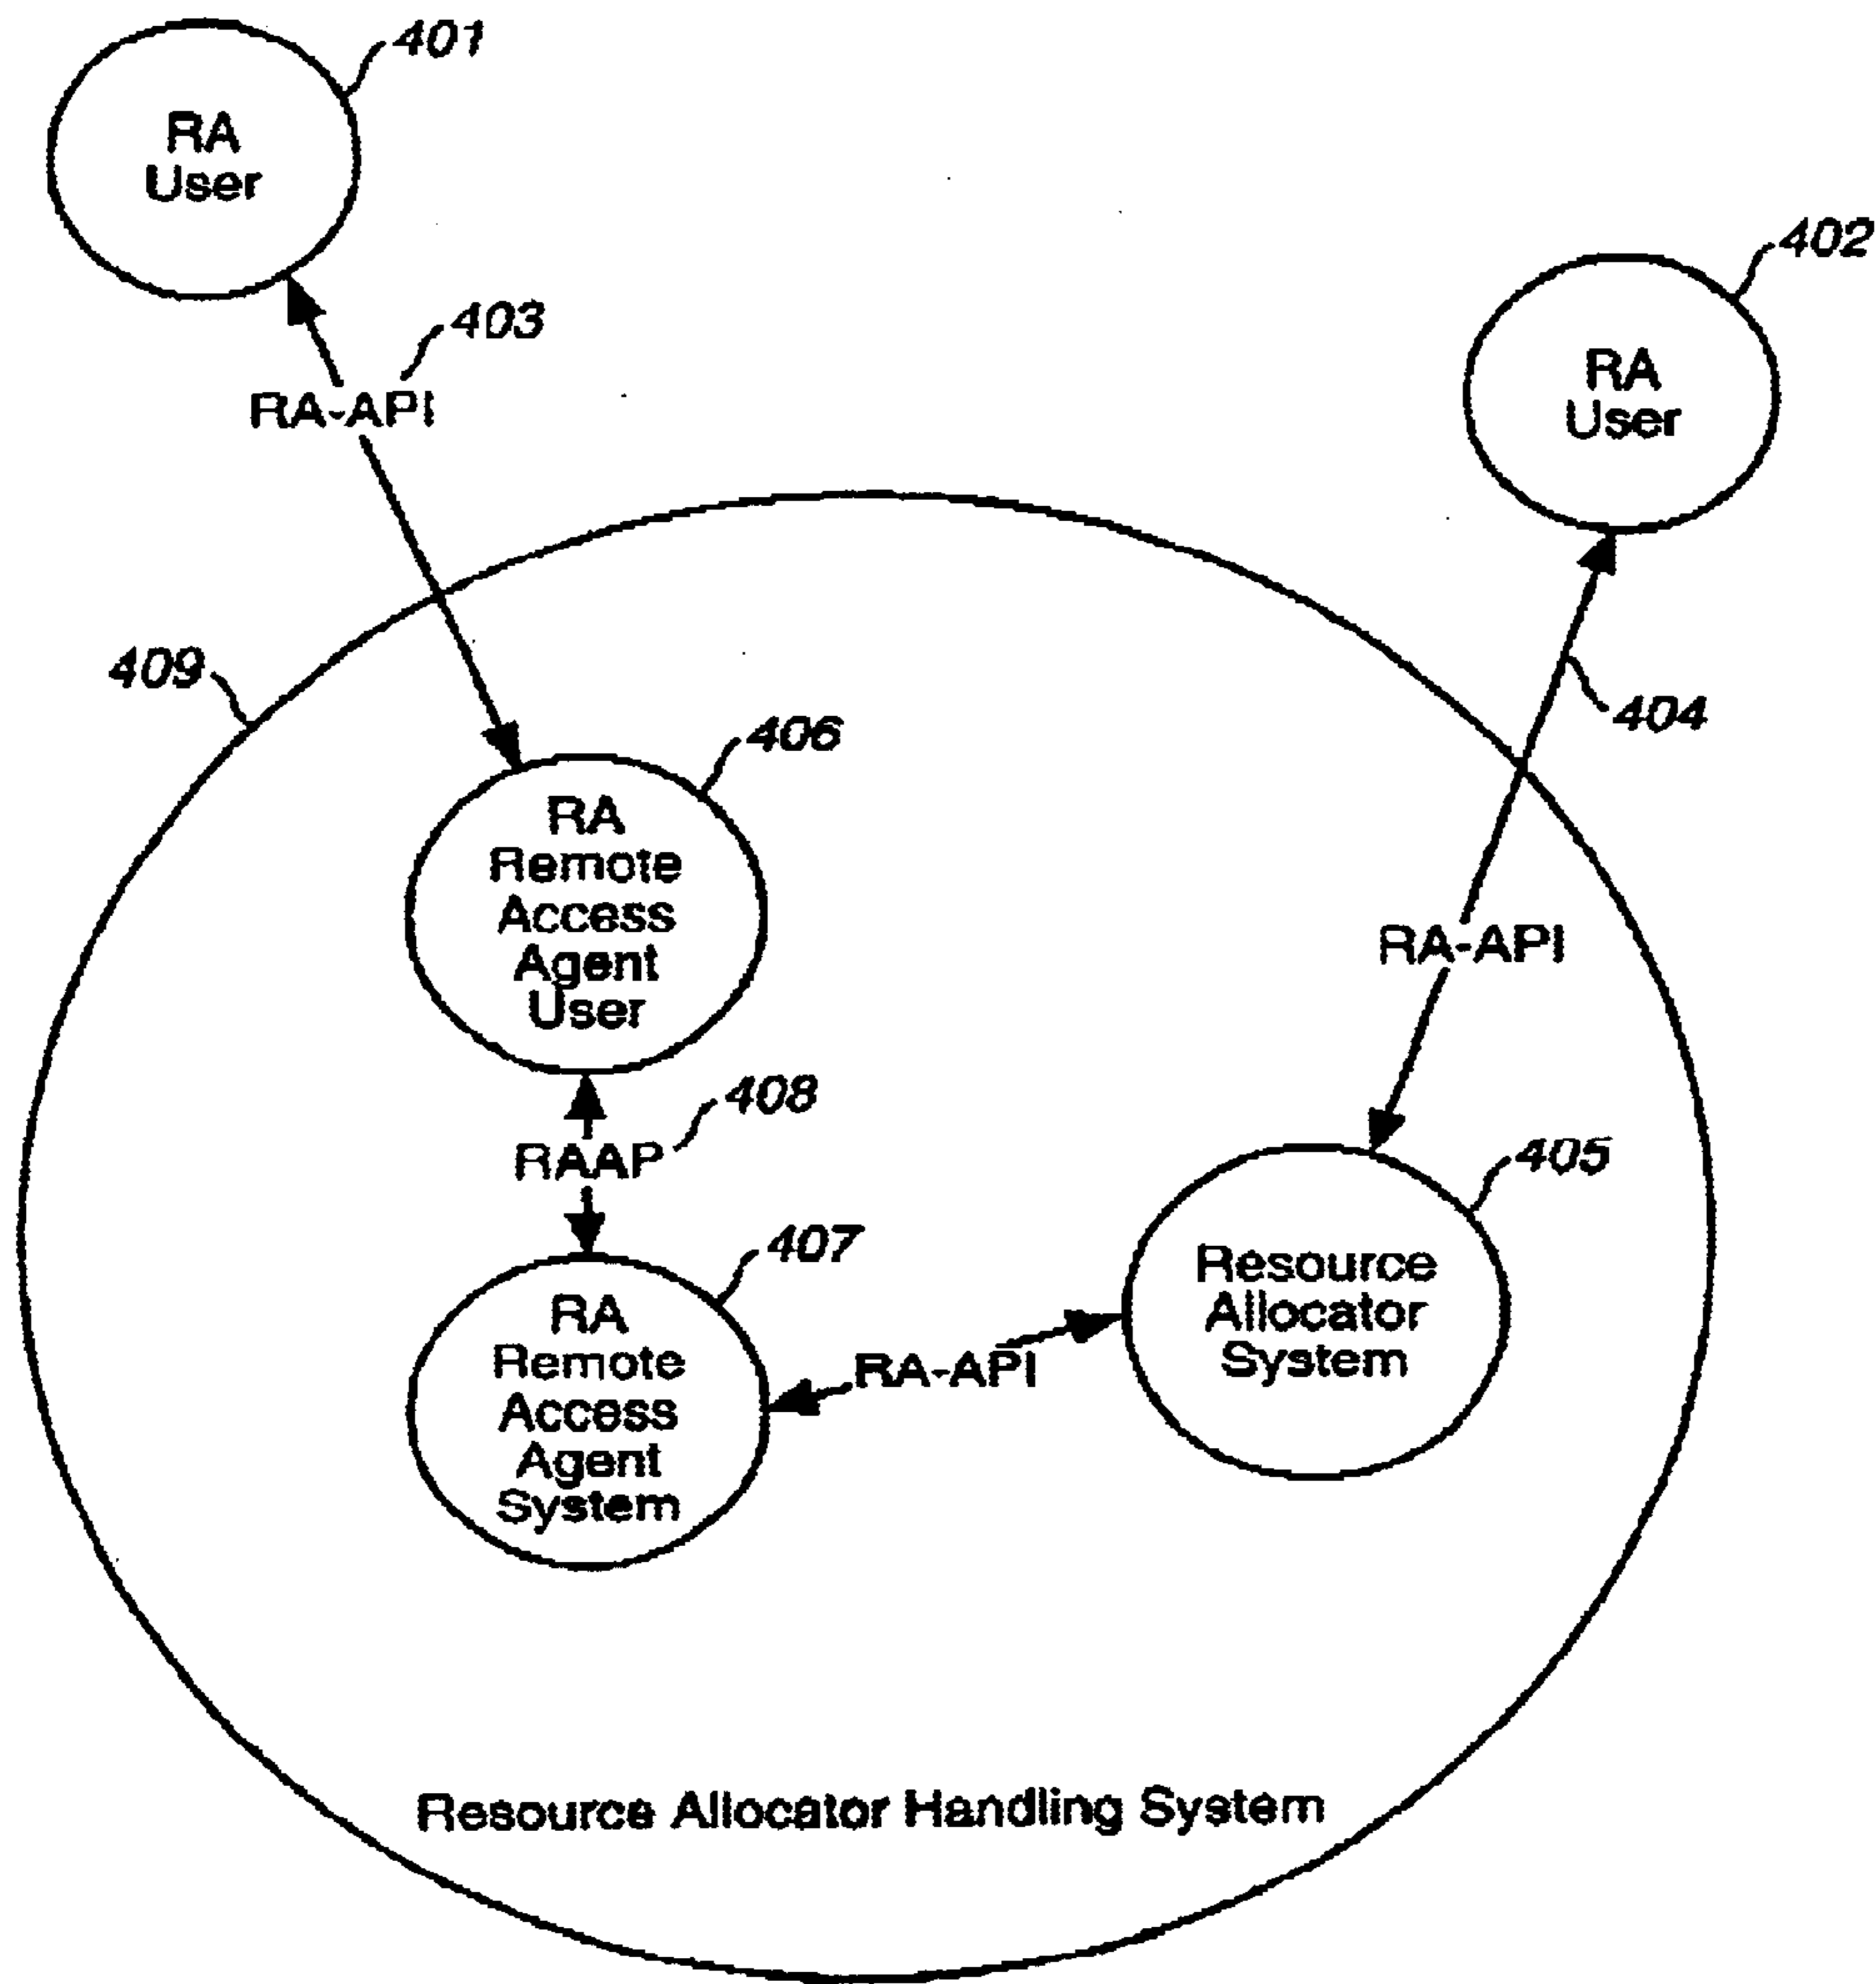 401
RA
User
402
403
RA-API
RA
User
409
404
406
RA
Remote
Access
Agent
User
RA-API
408
RAAP
405
407
Resource
Allocator
System
RA
Remote
Access
Agent
System
RA-API
Resource Allocator Handling System